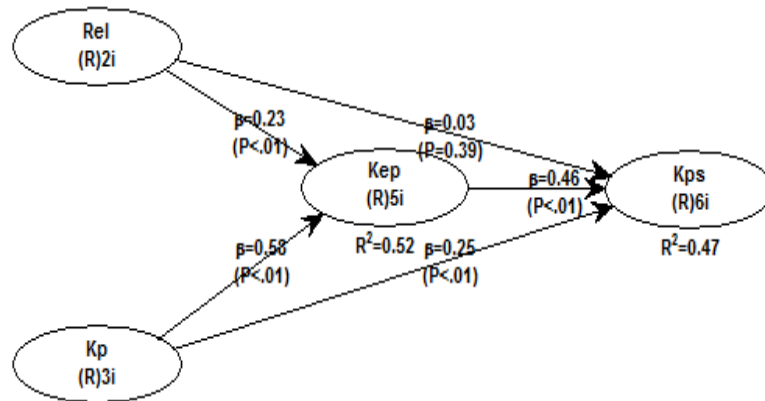 Rel
(R)2i
β=0.23
(P<.01)
β=0.03
(P=0.39)
Kep
(R)5i
R²=0.52
β=0.46
(P<.01)
Kps
(R)6i
R²=0.47
β=0.58
(P<.01)
β=0.25
(P<.01)
Kp
(R)3i